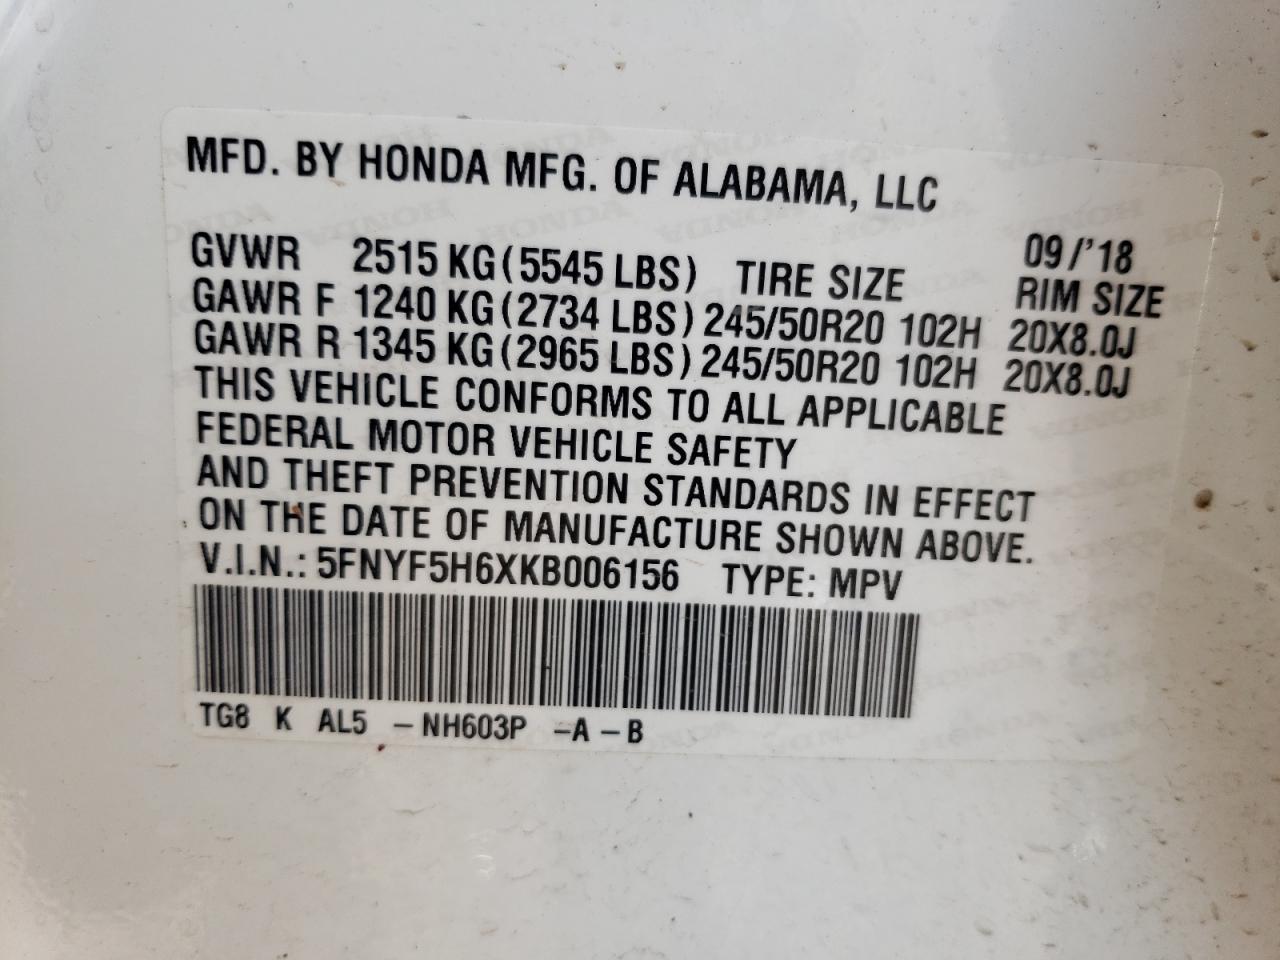 MFD. BY HONDA MFG. OF ALABAMA, LLC
09/'18
GVWR 2515 KG(5545 LBS) TIRE SIZE RIM SIZE
GAWR F 1240 KG(2734 LBS) 245/50R20 102H 20X8.0J
GAWR R 1345 KG(2965 LBS) 245/50R20 102H 20X8.0J
THIS VEHICLE CONFORMS TO ALL APPLICABLE
FEDERAL MOTOR VEHICLE SAFETY
AND THEFT PREVENTION STANDARDS IN EFFECT
ON THE DATE OF MANUFACTURE SHOWN ABOVE.
V.I.N.: 5FNYF5H6XKB006156 TYPE: MPV
TG8 K AL5 -NH603P -A-B